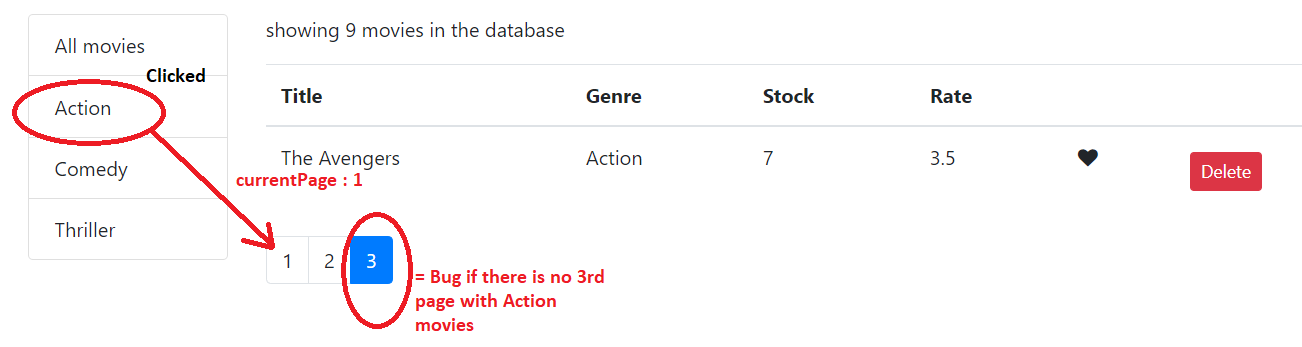 showing 9 movies in the database
All movies
Clicked
Action
Comedy
Thriller
Title Genre Stock Rate
The Avengers Action 7 3.5 Delete
currentPage : 1
1 2 3
= Bug if there is no 3rd
page with Action
movies